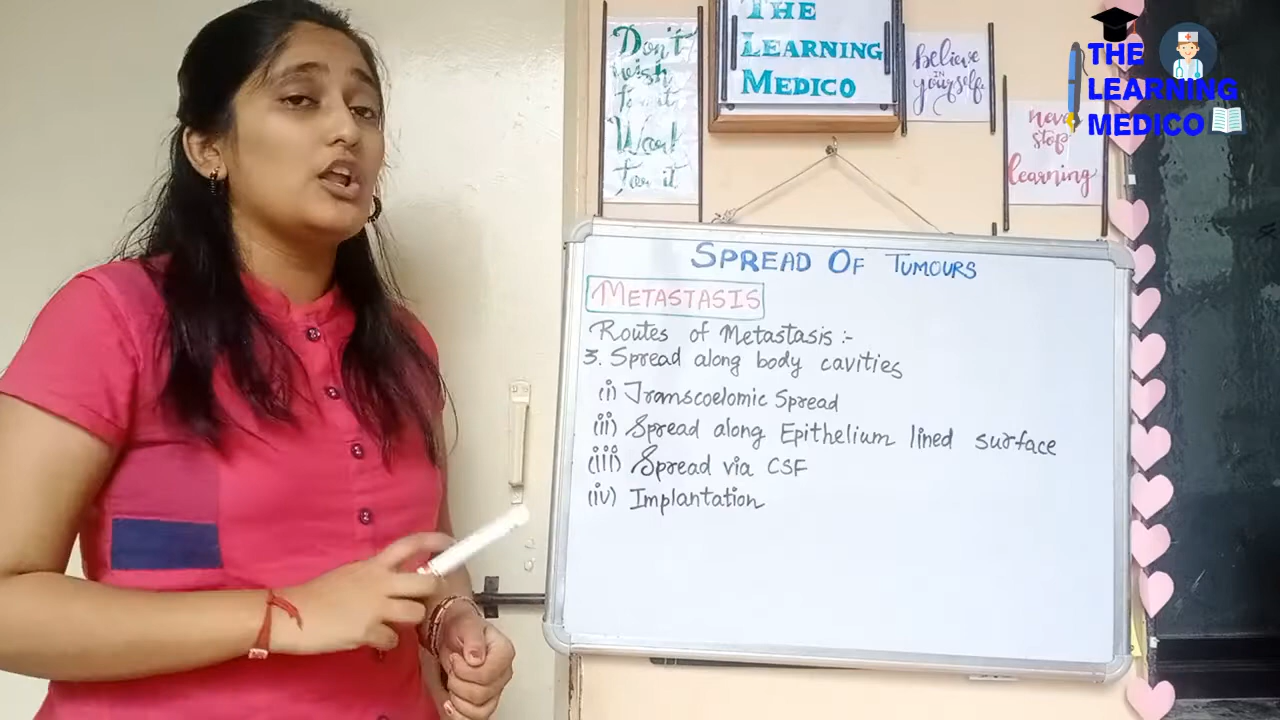 Don't
wish
for it
Work
for it
THE
LEARNING
MEDICO
believe
IN
yourself
never
stop
learning
THE
LEARNING
MEDICO
SPREAD OF TUMOURS
METASTASIS
Routes of Metastasis :-
3. Spread along body cavities
(i) Transcoelomic Spread
(ii) Spread along Epithelium lined surface
(iii) Spread via CSF
(iv) Implantation